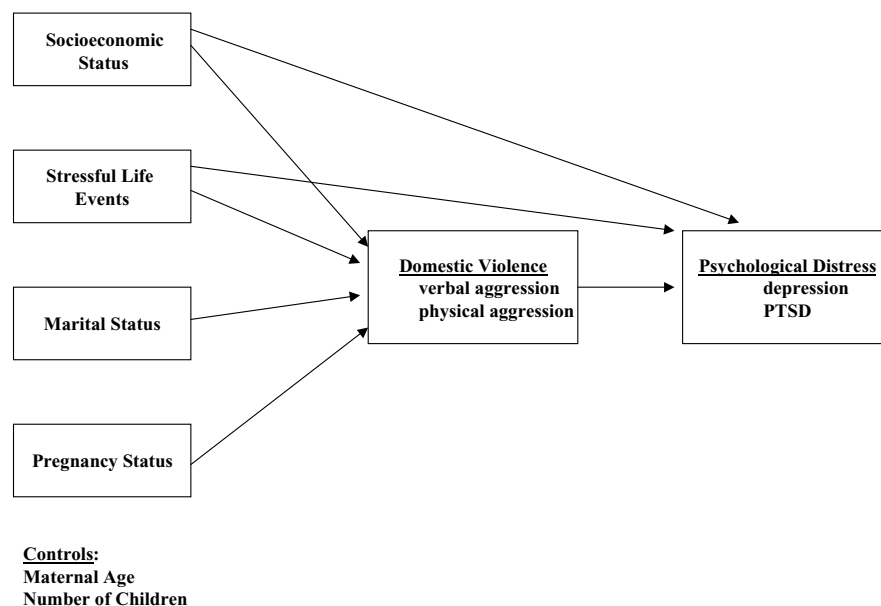 Socioeconomic
Status
Stressful Life
Events
Domestic Violence
verbal aggression
physical aggression
Psychological Distress
depression
PTSD
Marital Status
Pregnancy Status
Controls:
Maternal Age
Number of Children